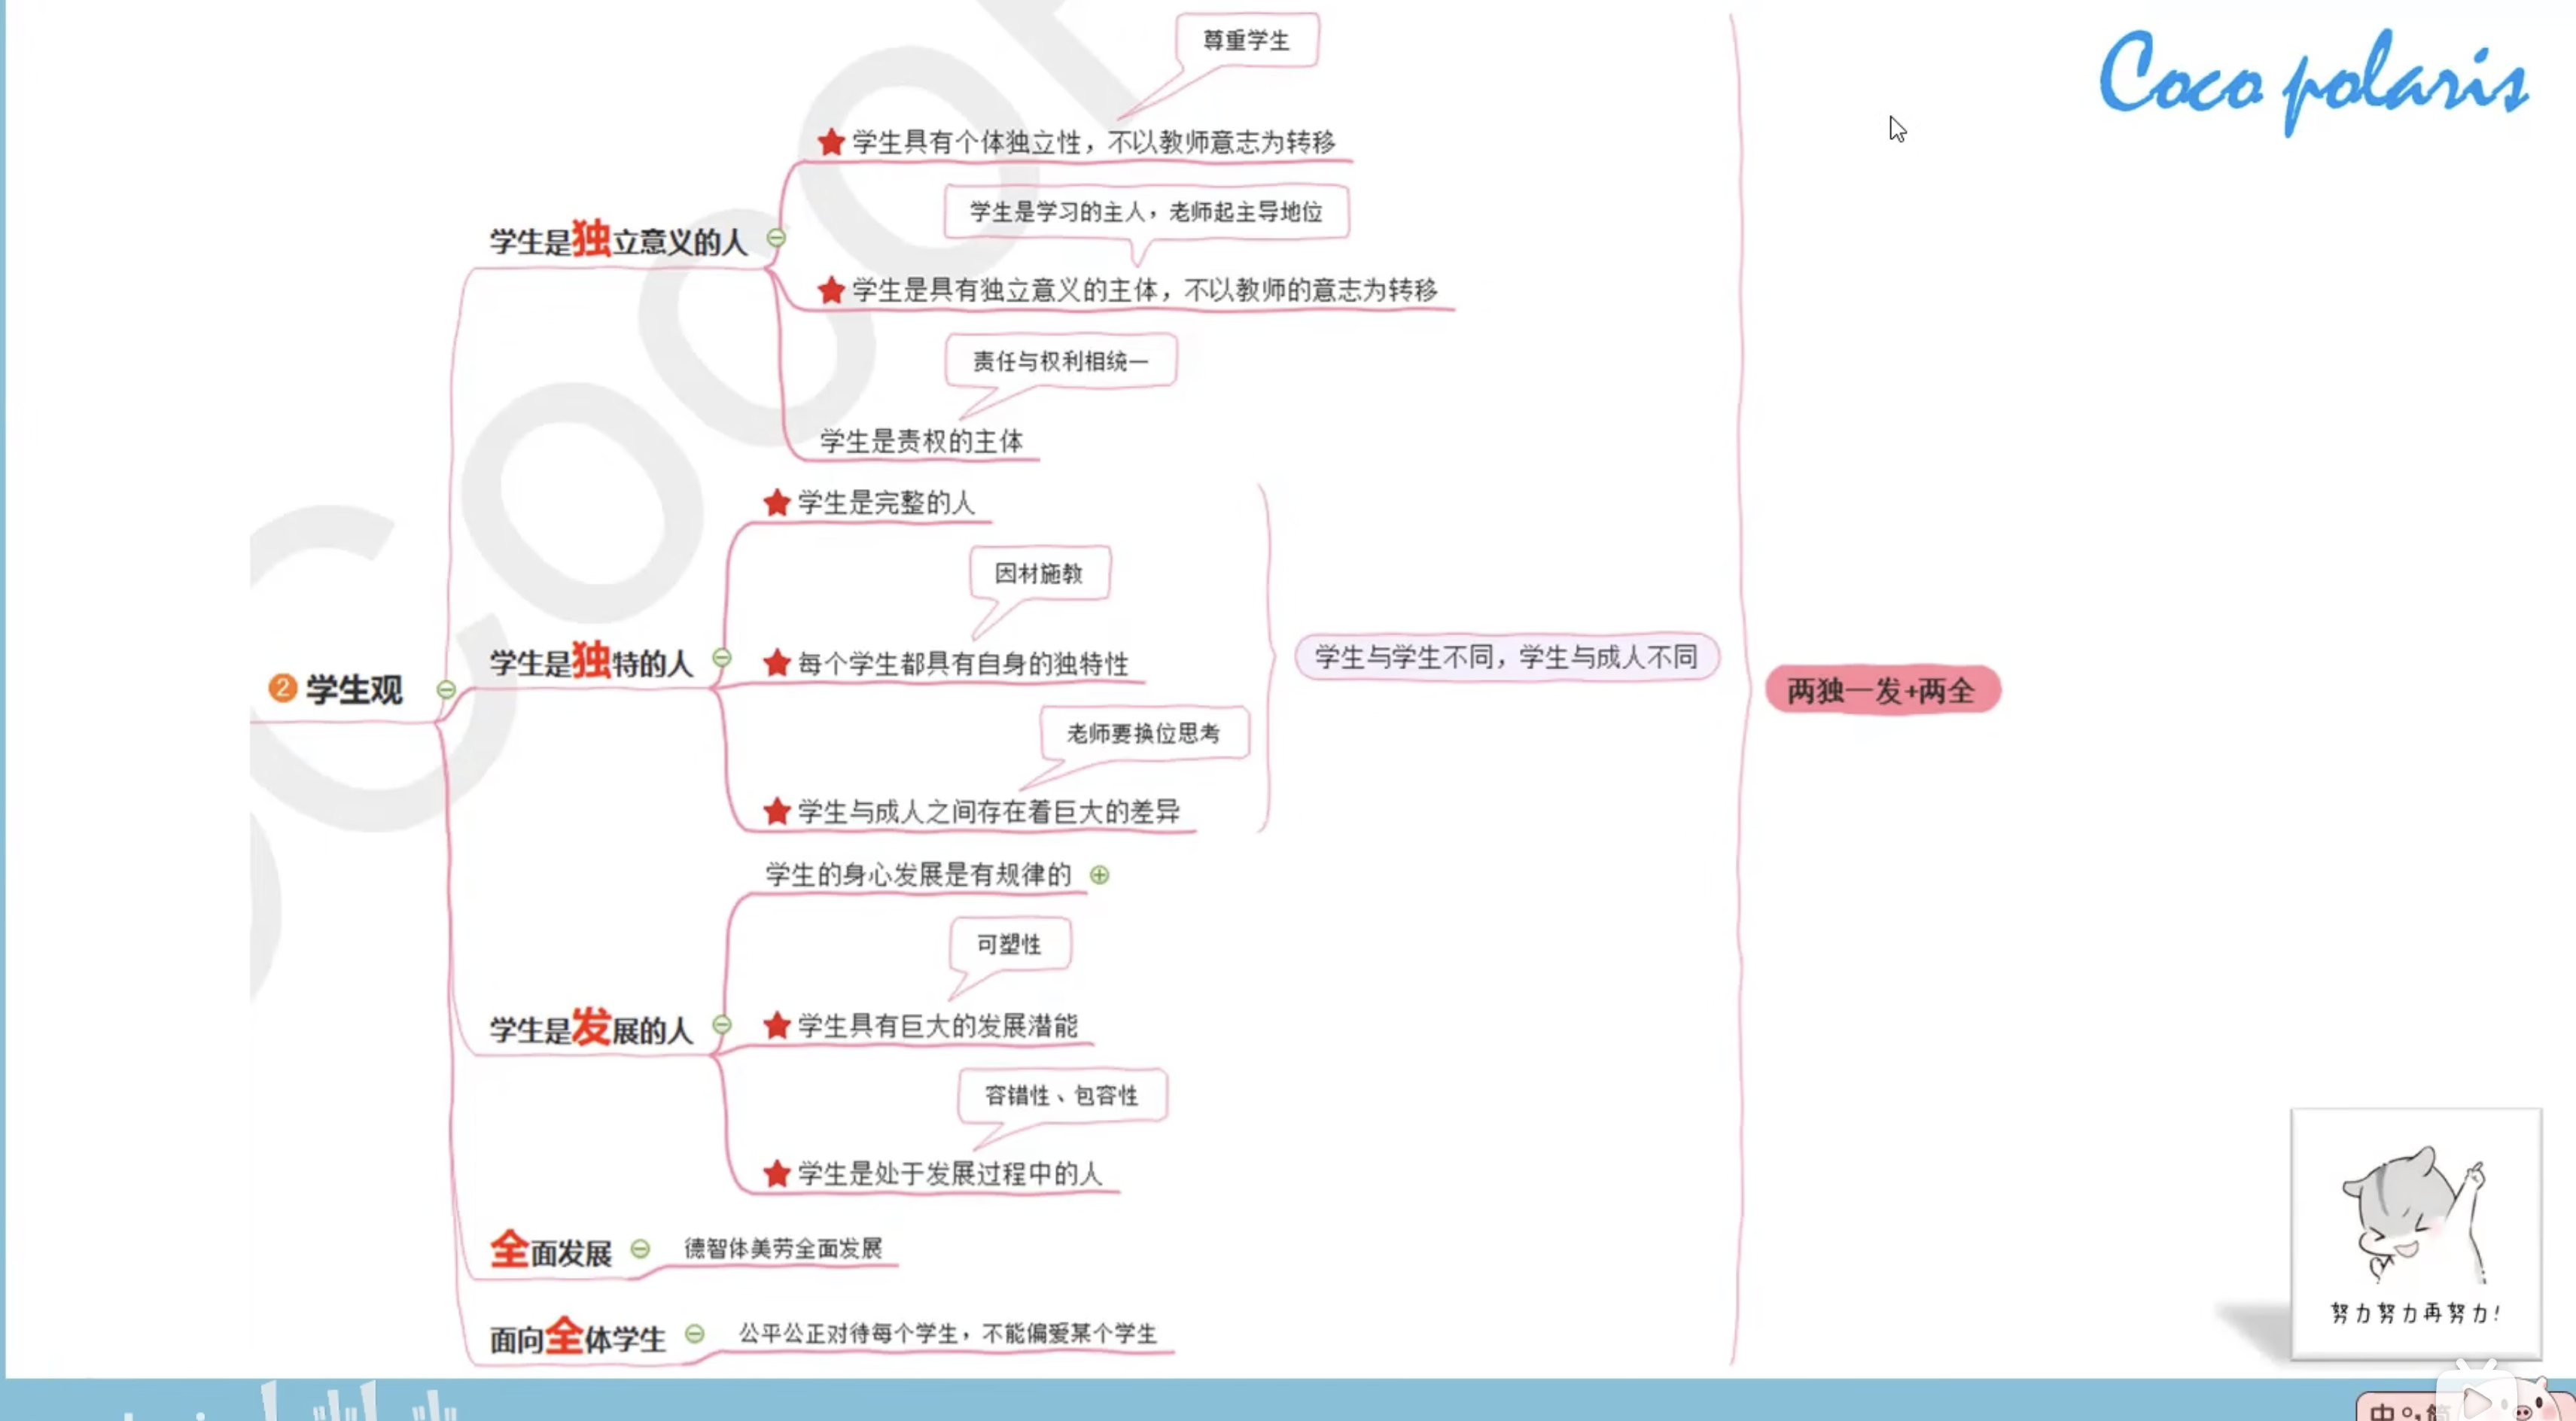 Coco polaris
② 学生观
学生是独立意义的人
尊重学生
学生具有个体独立性，不以教师意志为转移
学生是学习的主人，老师起主导地位
学生是具有独立意义的主体，不以教师的意志为转移
责任与权利相统一
学生是责权的主体
学生是独特的人
学生是完整的人
因材施教
每个学生都具有自身的独特性
老师要换位思考
学生与成人之间存在着巨大的差异
学生与学生不同，学生与成人不同
学生是发展的人
学生的身心发展是有规律的
可塑性
学生具有巨大的发展潜能
容错性、包容性
学生是处于发展过程中的人
全面发展
德智体美劳全面发展
面向全体学生
公平公正对待每个学生，不能偏爱某个学生
两独一发+两全
努力努力再努力!
中